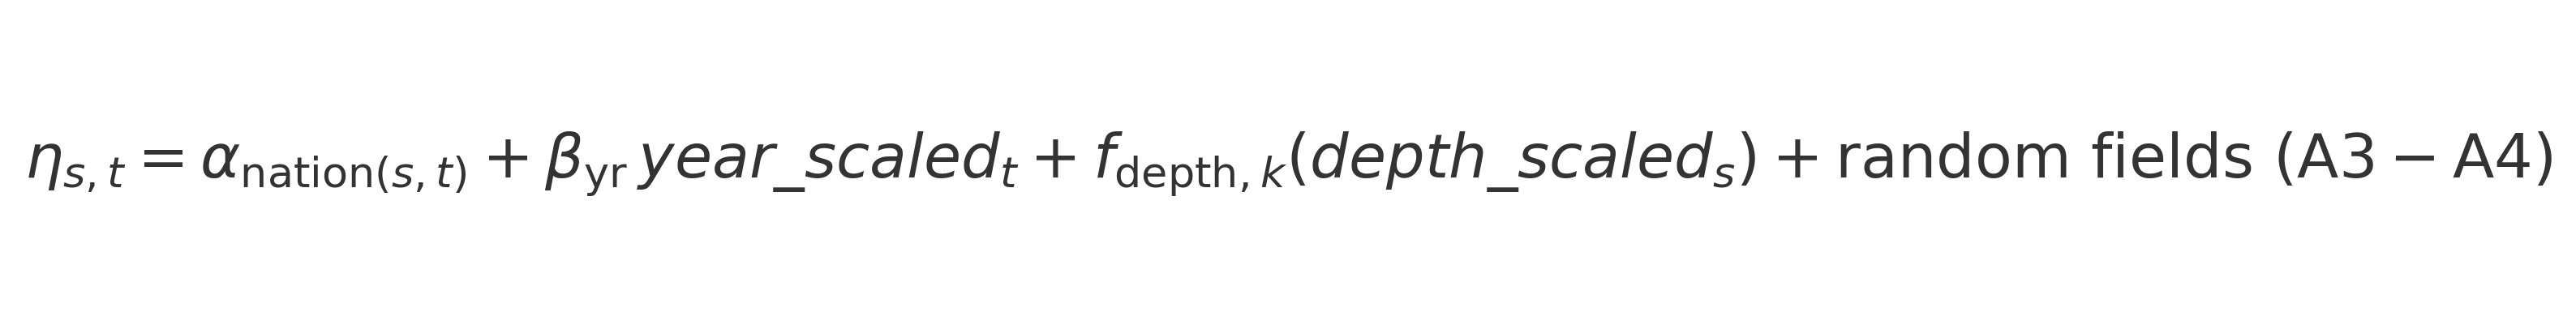 η_{s,t} = α_{nation(s,t)} + β_{yr} year_scaled_t + f_{depth,k}(depth_scaled_s) + random fields (A3 − A4)